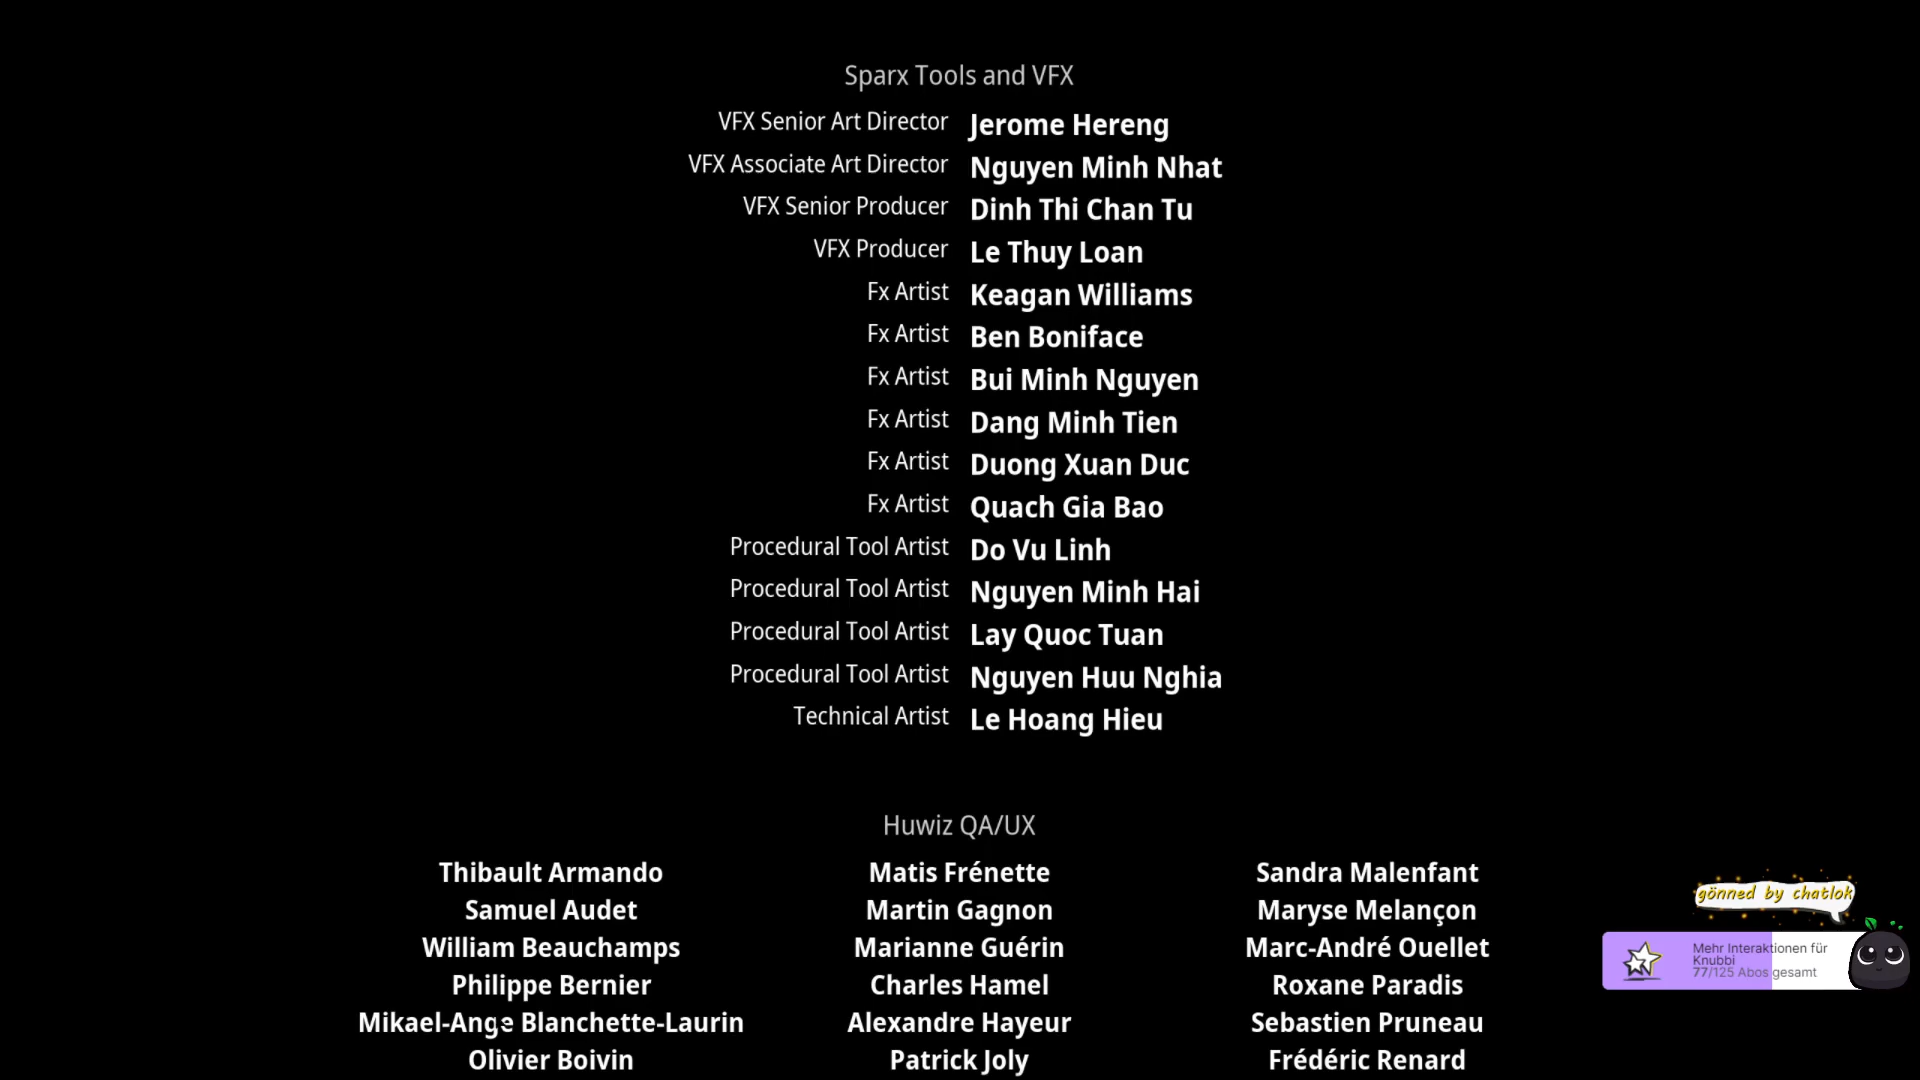 Sparx Tools and VFX
VFX Senior Art Director Jerome Hereng
VFX Associate Art Director Nguyen Minh Nhat
VFX Senior Producer Dinh Thi Chan Tu
VFX Producer Le Thuy Loan
Fx Artist Keagan Williams
Fx Artist Ben Boniface
Fx Artist Bui Minh Nguyen
Fx Artist Dang Minh Tien
Fx Artist Duong Xuan Duc
Fx Artist Quach Gia Bao
Procedural Tool Artist Do Vu Linh
Procedural Tool Artist Nguyen Minh Hai
Procedural Tool Artist Lay Quoc Tuan
Procedural Tool Artist Nguyen Huu Nghia
Technical Artist Le Hoang Hieu
Huwiz QA/UX
Thibault Armando Matis Frénette Sandra Malenfant
Samuel Audet Martin Gagnon Maryse Melançon
William Beauchamps Marianne Guérin Marc-André Ouellet
Philippe Bernier Charles Hamel Roxane Paradis
Mikael-Ange Blanchette-Laurin Alexandre Hayeur Sebastien Pruneau
Olivier Boivin Patrick Joly Frédéric Renard
gönned by chatlok
Mehr Interaktionen für
Knubbi
77/125 Abos gesamt